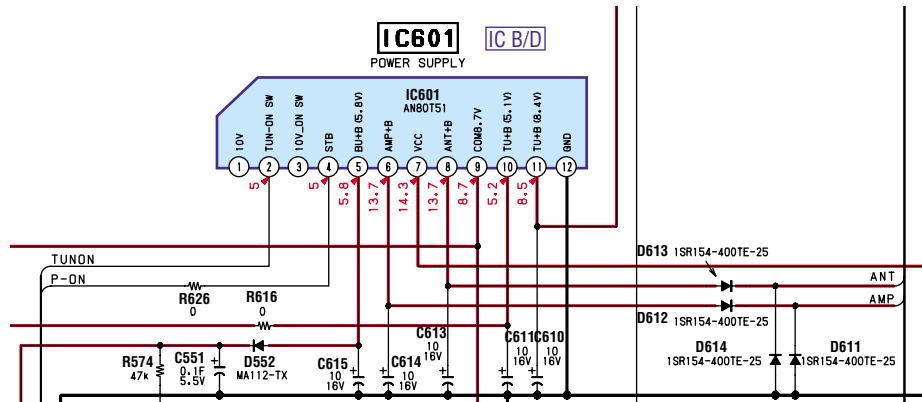 IC601
IC B/D
POWER SUPPLY
IC601
AN80T51
10V
TUN-ON SW
10V_ON SW
STB
BU+B(5.8V)
AMP+B
VCC
ANT+B
COM8.7V
TU+B(5.1V)
TU+B(8.4V)
GND
1 2 3 4 5 6 7 8 9 10 11 12
5 5 5.8 13.7 14.3 13.7 8.7 5.2 8.5
TUNON
P-ON
R626
0
R616
0
D613 1SR154-400TE-25
ANT
AMP
D612 1SR154-400TE-25
R574
47k
C551
0.1F
5.5V
D552
MA112-TX
C615
10
16V
C614
10
16V
C613
10
16V
C611
10
16V
C610
10
16V
D614
1SR154-400TE-25
D611
1SR154-400TE-25